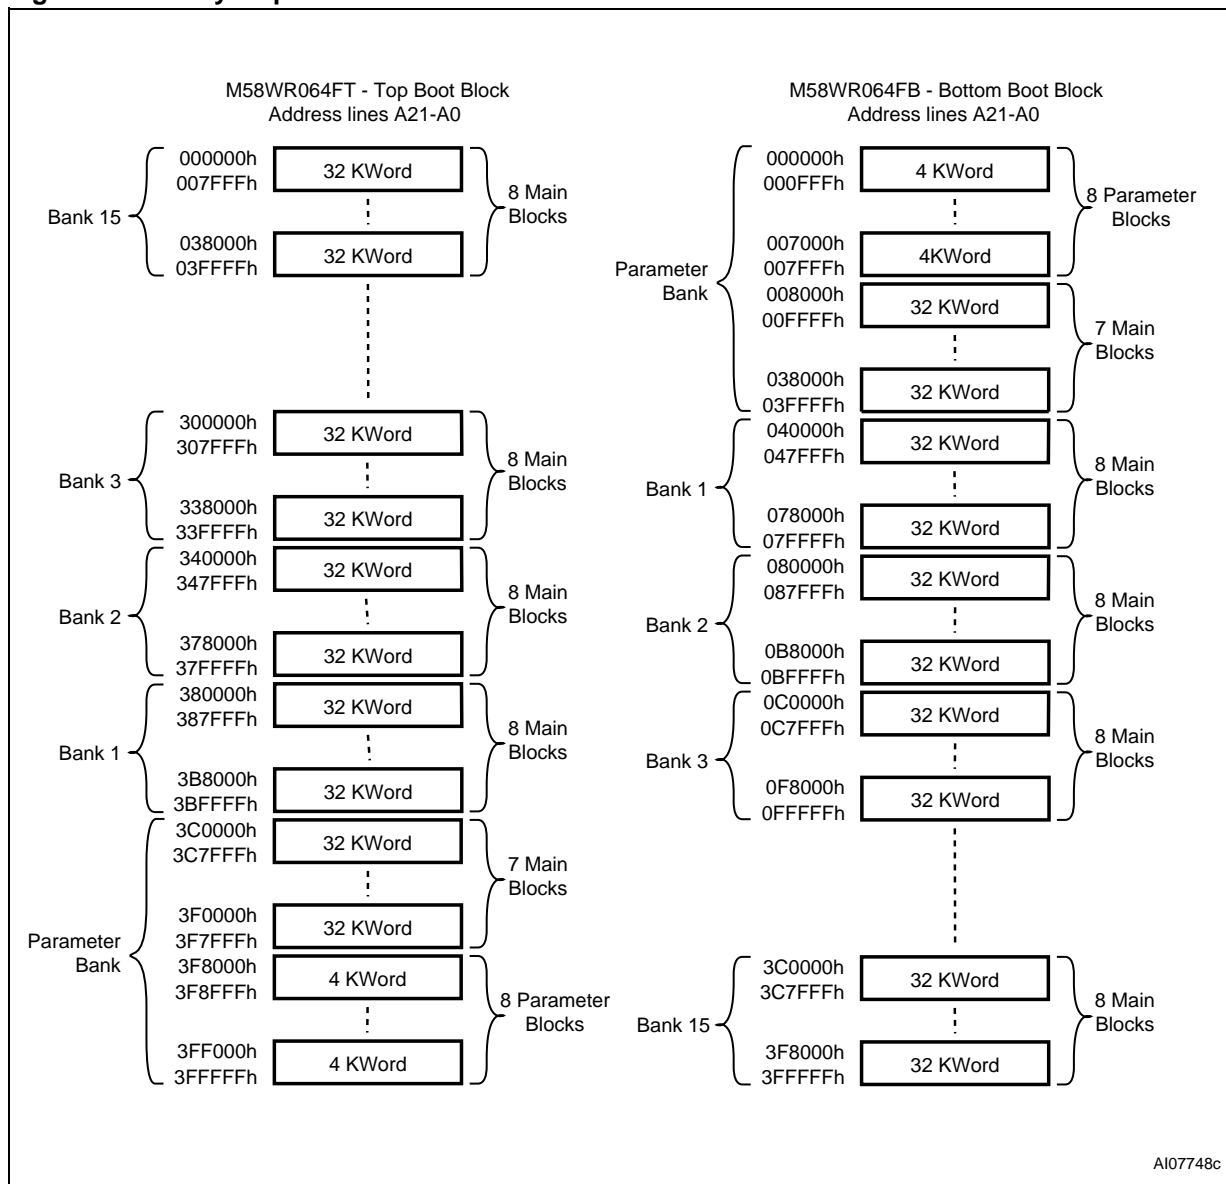 M58WR064FT - Top Boot Block
Address lines A21-A0
000000h
007FFFh
32 KWord
038000h
03FFFFh
32 KWord
Bank 15
8 Main
Blocks
300000h
307FFFh
32 KWord
338000h
33FFFFh
32 KWord
Bank 3
8 Main
Blocks
340000h
347FFFh
32 KWord
378000h
37FFFFh
32 KWord
Bank 2
8 Main
Blocks
380000h
387FFFh
32 KWord
3B8000h
3BFFFFh
32 KWord
Bank 1
8 Main
Blocks
3C0000h
3C7FFFh
32 KWord
3F0000h
3F7FFFh
32 KWord
7 Main
Blocks
Parameter
Bank
3F8000h
3F8FFFh
4 KWord
3FF000h
3FFFFFh
4 KWord
8 Parameter
Blocks
M58WR064FB - Bottom Boot Block
Address lines A21-A0
000000h
000FFFh
4 KWord
007000h
007FFFh
4KWord
8 Parameter
Blocks
Parameter
Bank
008000h
00FFFFh
32 KWord
038000h
03FFFFh
32 KWord
7 Main
Blocks
040000h
047FFFh
32 KWord
078000h
07FFFFh
32 KWord
Bank 1
8 Main
Blocks
080000h
087FFFh
32 KWord
0B8000h
0BFFFFh
32 KWord
Bank 2
8 Main
Blocks
0C0000h
0C7FFFh
32 KWord
0F8000h
0FFFFFh
32 KWord
Bank 3
8 Main
Blocks
3C0000h
3C7FFFh
32 KWord
3F8000h
3FFFFFh
32 KWord
Bank 15
8 Main
Blocks
AI07748c